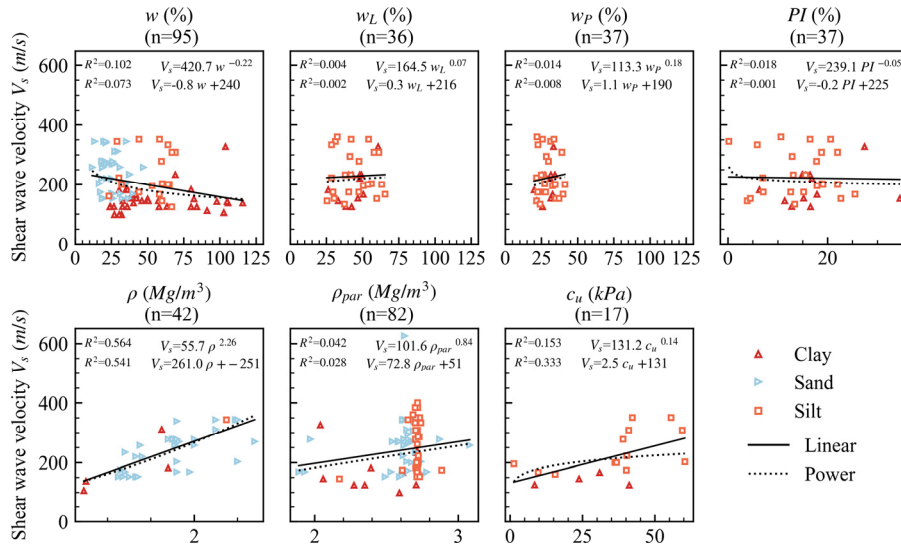 w (%)
(n=95)
w_L (%)
(n=36)
w_P (%)
(n=37)
PI (%)
(n=37)
Shear wave velocity V_s (m/s)
600
400
200
0
R²=0.102 V_s=420.7 w^-0.22
R²=0.073 V_s=-0.8 w +240
R²=0.004 V_s=164.5 w_L^0.07
R²=0.002 V_s=0.3 w_L +216
R²=0.014 V_s=113.3 w_P^0.18
R²=0.008 V_s=1.1 w_P +190
R²=0.018 V_s=239.1 PI^-0.05
R²=0.001 V_s=-0.2 PI +225
0 25 50 75 100 125
0 25 50 75 100 125
0 25 50 75 100 125
0 20
ρ (Mg/m³)
(n=42)
ρ_par (Mg/m³)
(n=82)
c_u (kPa)
(n=17)
Shear wave velocity V_s (m/s)
600
400
200
0
R²=0.564 V_s=55.7 ρ^2.26
R²=0.541 V_s=261.0 ρ +−251
R²=0.042 V_s=101.6 ρ_par^0.84
R²=0.028 V_s=72.8 ρ_par +51
R²=0.153 V_s=131.2 c_u^0.14
R²=0.333 V_s=2.5 c_u +131
2
2 3
0 25 50
Clay
Sand
Silt
Linear
Power